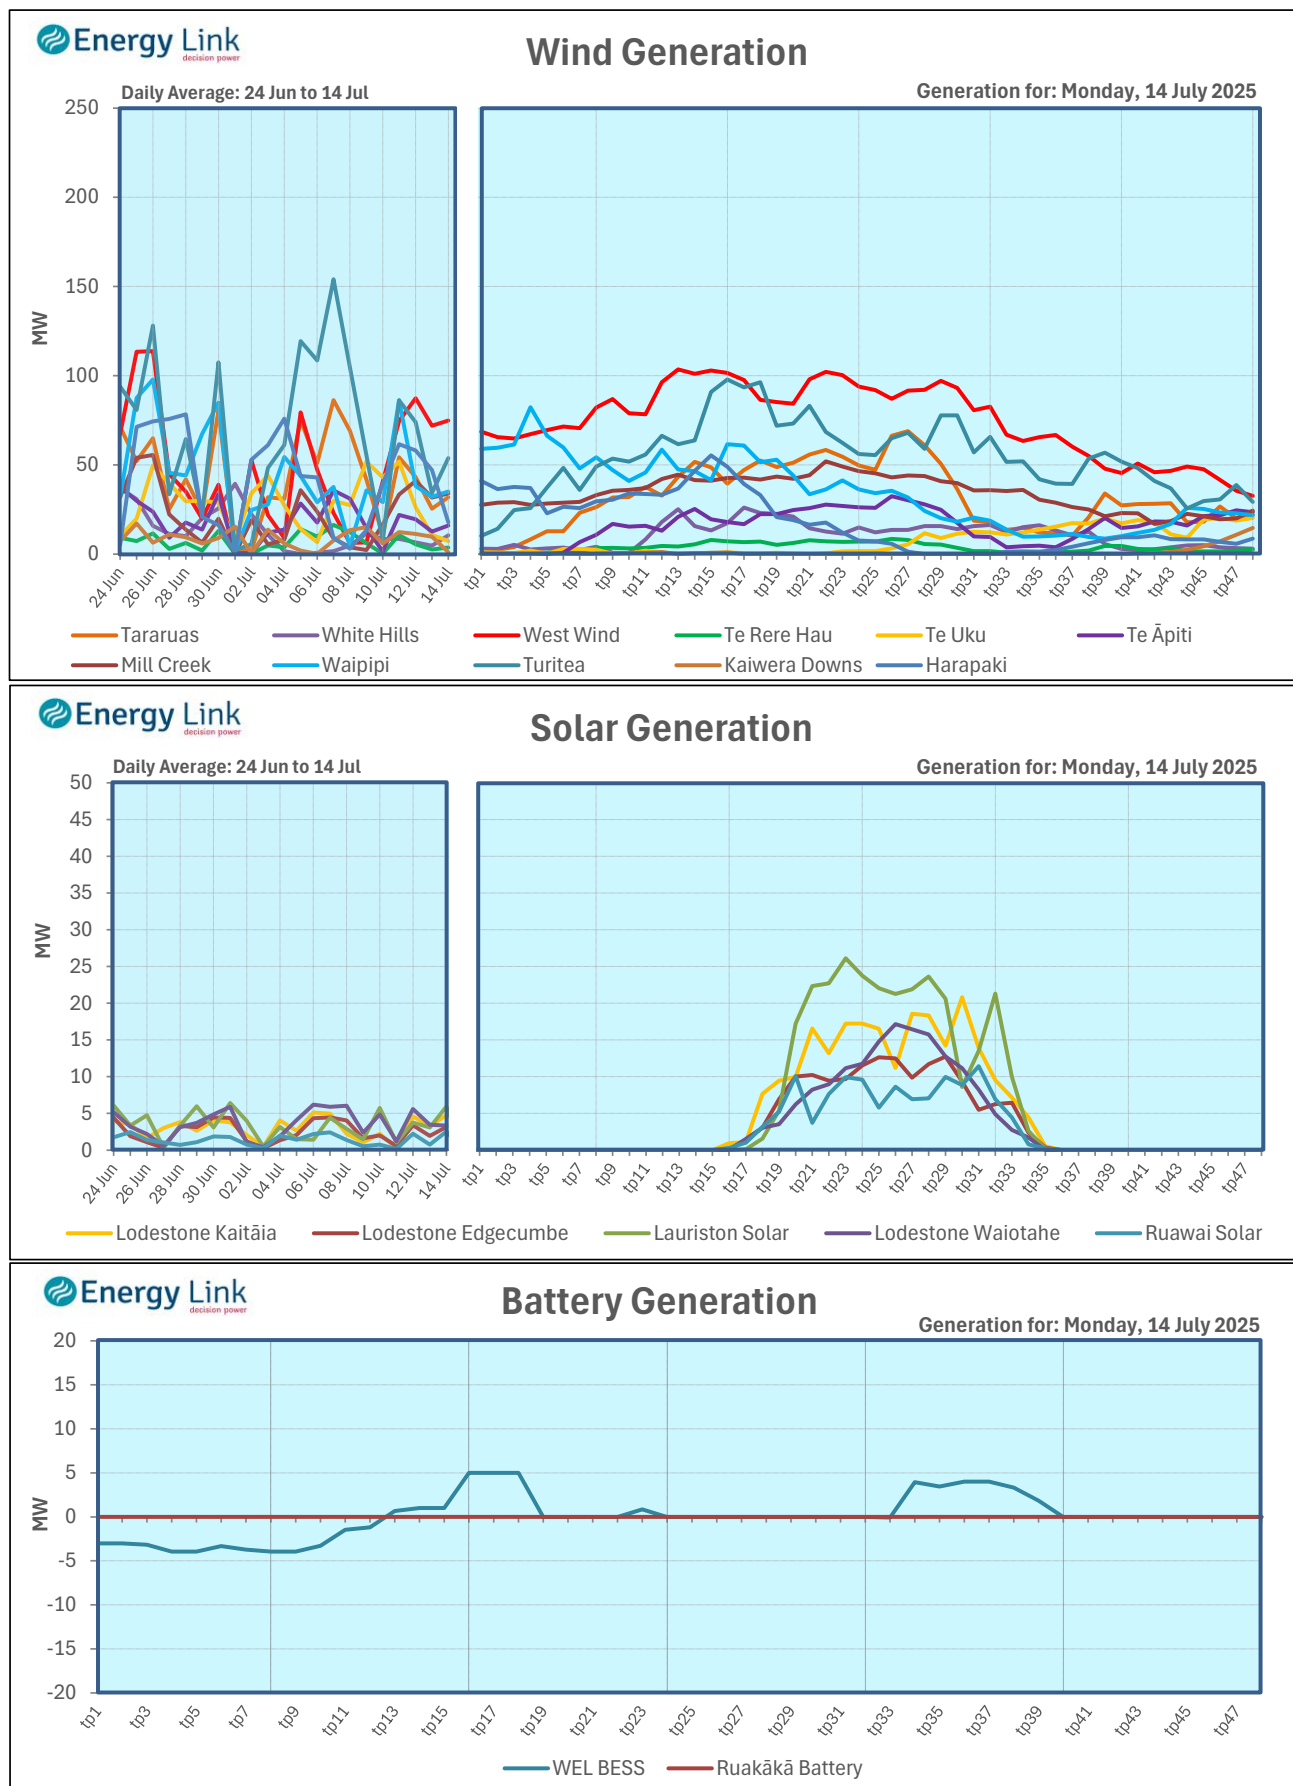 Energy Link
decision power
Wind Generation
Daily Average: 24 Jun to 14 Jul
Generation for: Monday, 14 July 2025
250
200
150
100
50
0
MW
24 Jun 26 Jun 28 Jun 30 Jun 02 Jul 04 Jul 06 Jul 08 Jul 10 Jul 12 Jul 14 Jul
tp1 tp3 tp5 tp7 tp9 tp11 tp13 tp15 tp17 tp19 tp21 tp23 tp25 tp27 tp29 tp31 tp33 tp35 tp37 tp39 tp41 tp43 tp45 tp47
Tararuas White Hills West Wind Te Rere Hau Te Uku Te Āpiti
Mill Creek Waipipi Turitea Kaiwera Downs Harapaki
Energy Link
decision power
Solar Generation
Daily Average: 24 Jun to 14 Jul
Generation for: Monday, 14 July 2025
50
45
40
35
30
25
20
15
10
5
0
MW
24 Jun 26 Jun 28 Jun 30 Jun 02 Jul 04 Jul 06 Jul 08 Jul 10 Jul 12 Jul 14 Jul
tp1 tp3 tp5 tp7 tp9 tp11 tp13 tp15 tp17 tp19 tp21 tp23 tp25 tp27 tp29 tp31 tp33 tp35 tp37 tp39 tp41 tp43 tp45 tp47
Lodestone Kaitāia Lodestone Edgecumbe Lauriston Solar Lodestone Waiotahe Ruawai Solar
Energy Link
decision power
Battery Generation
Generation for: Monday, 14 July 2025
20
15
10
5
0
-5
-10
-15
-20
MW
tp1 tp3 tp5 tp7 tp9 tp11 tp13 tp15 tp17 tp19 tp21 tp23 tp25 tp27 tp29 tp31 tp33 tp35 tp37 tp39 tp41 tp43 tp45 tp47
WEL BESS Ruakākā Battery